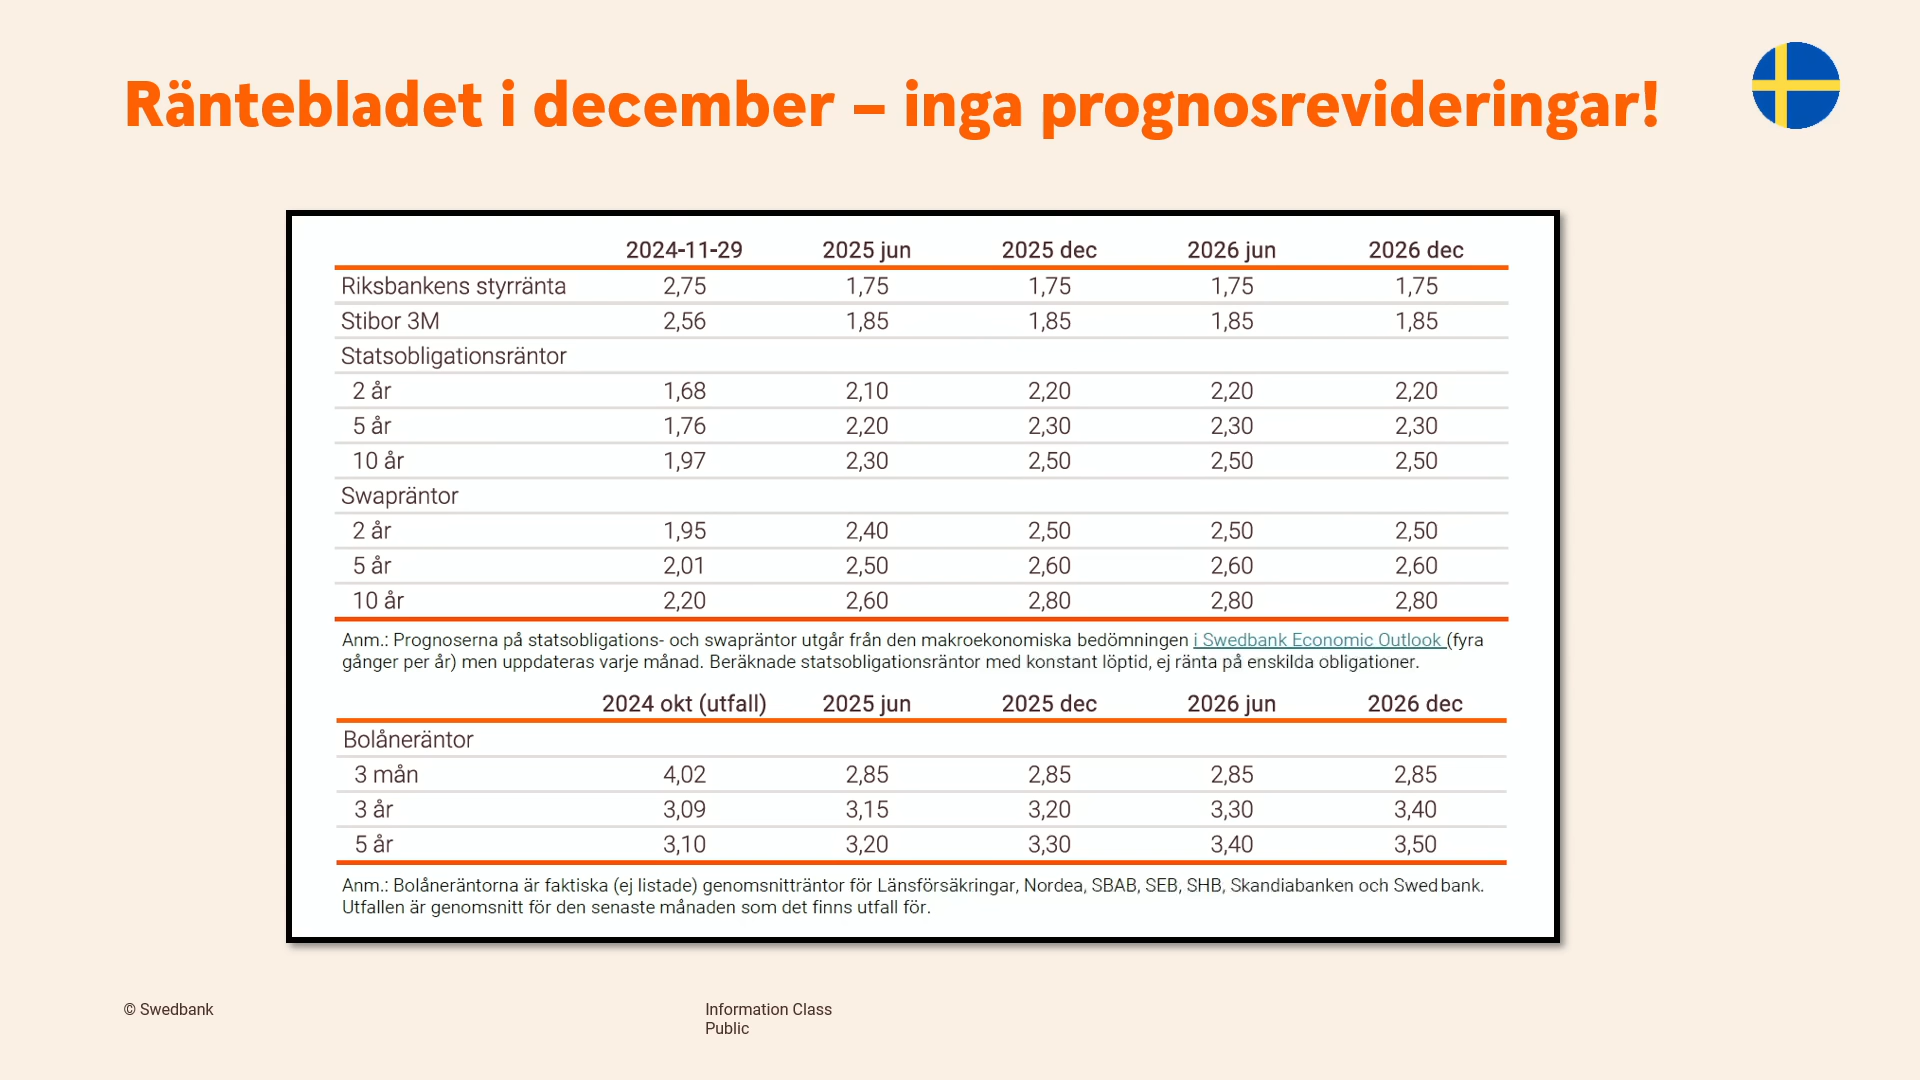 Räntebladet i december – inga prognosrevideringar!
2024-11-29 2025 jun 2025 dec 2026 jun 2026 dec
Riksbankens styrränta 2,75 1,75 1,75 1,75 1,75
Stibor 3M 2,56 1,85 1,85 1,85 1,85
Statsobligationsräntor
2 år 1,68 2,10 2,20 2,20 2,20
5 år 1,76 2,20 2,30 2,30 2,30
10 år 1,97 2,30 2,50 2,50 2,50
Swapräntor
2 år 1,95 2,40 2,50 2,50 2,50
5 år 2,01 2,50 2,60 2,60 2,60
10 år 2,20 2,60 2,80 2,80 2,80
Anm.: Prognoserna på statsobligations- och swapräntor utgår från den makroekonomiska bedömningen i Swedbank Economic Outlook (fyra
gånger per år) men uppdateras varje månad. Beräknade statsobligationsräntor med konstant löptid, ej ränta på enskilda obligationer.
2024 okt (utfall) 2025 jun 2025 dec 2026 jun 2026 dec
Bolåneräntor
3 mån 4,02 2,85 2,85 2,85 2,85
3 år 3,09 3,15 3,20 3,30 3,40
5 år 3,10 3,20 3,30 3,40 3,50
Anm.: Bolåneräntorna är faktiska (ej listade) genomsnitträntor för Länsförsäkringar, Nordea, SBAB, SEB, SHB, Skandiabanken och Swedbank.
Utfallen är genomsnitt för den senaste månaden som det finns utfall för.
© Swedbank
Information Class
Public